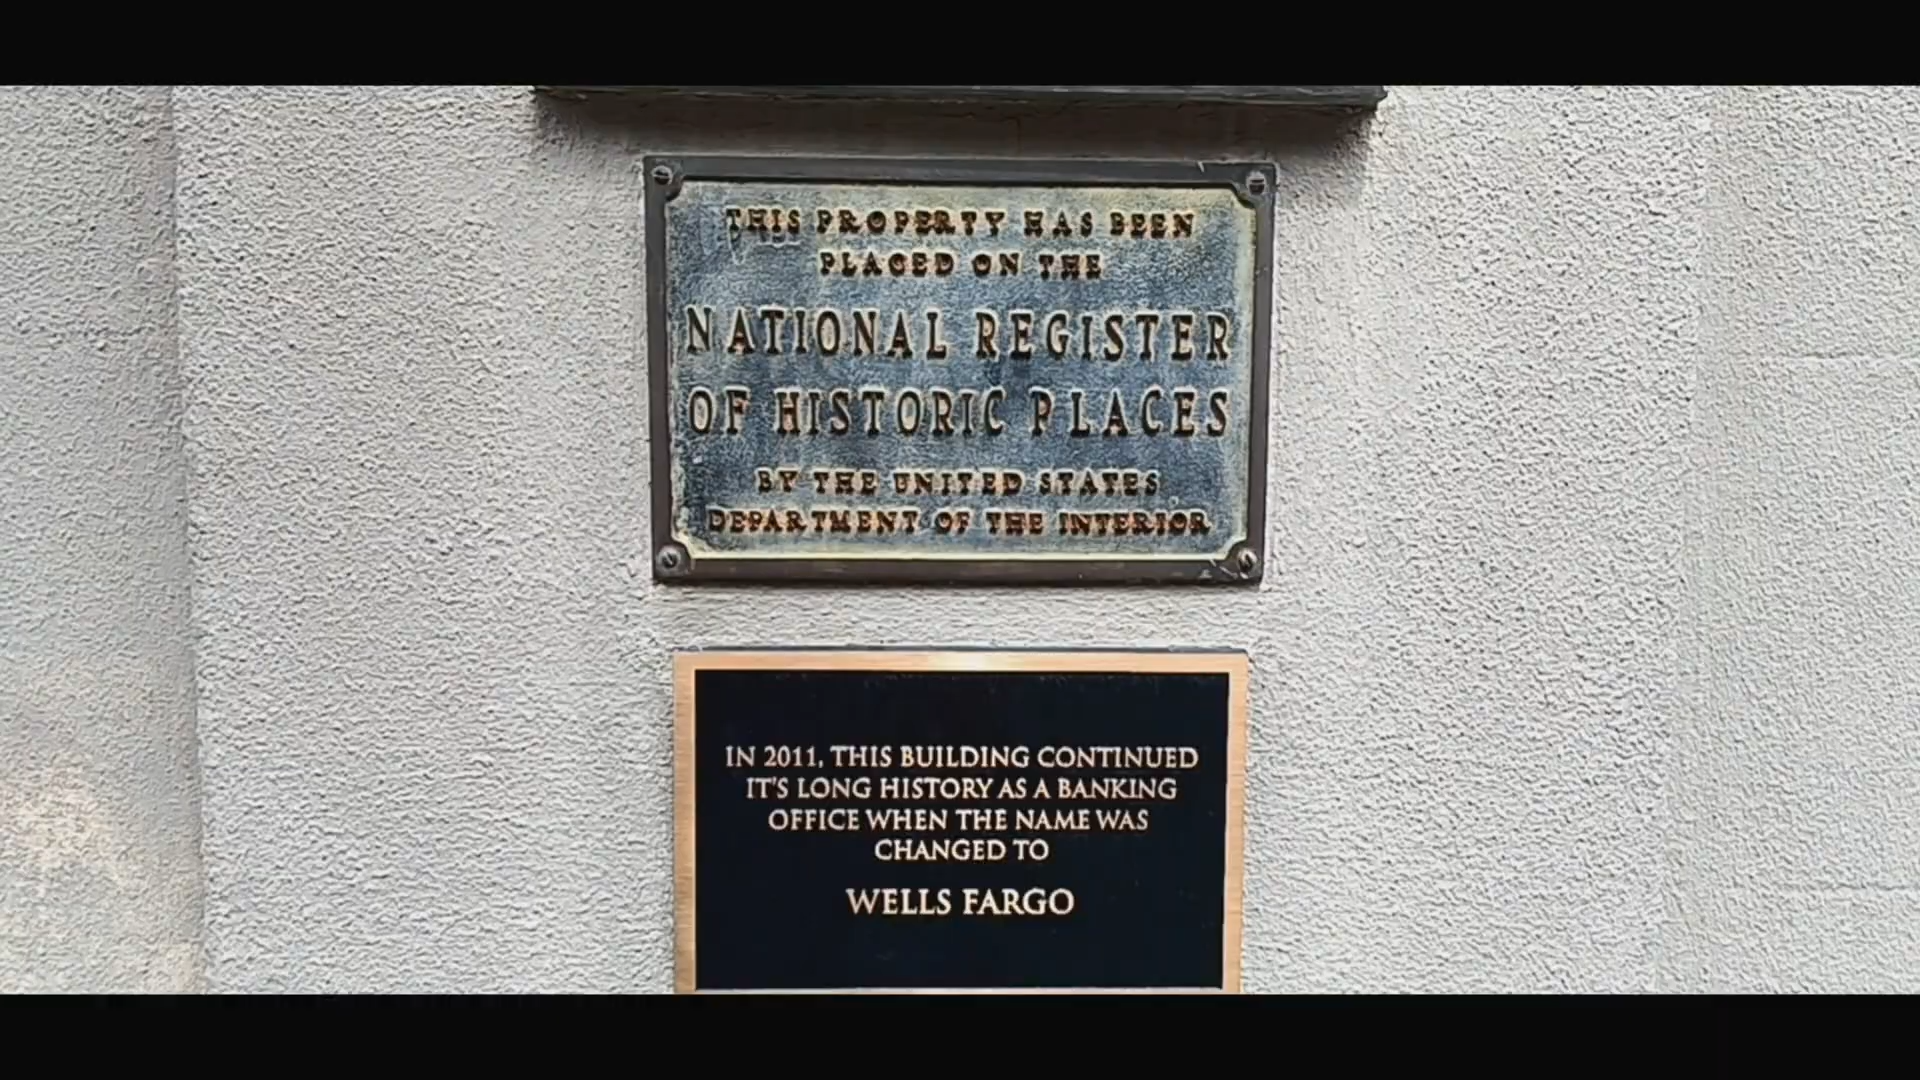 THIS PROPERTY HAS BEEN
PLACED ON THE
NATIONAL REGISTER
OF HISTORIC PLACES
BY THE UNITED STATES
DEPARTMENT OF THE INTERIOR
IN 2011, THIS BUILDING CONTINUED
IT'S LONG HISTORY AS A BANKING
OFFICE WHEN THE NAME WAS
CHANGED TO
WELLS FARGO